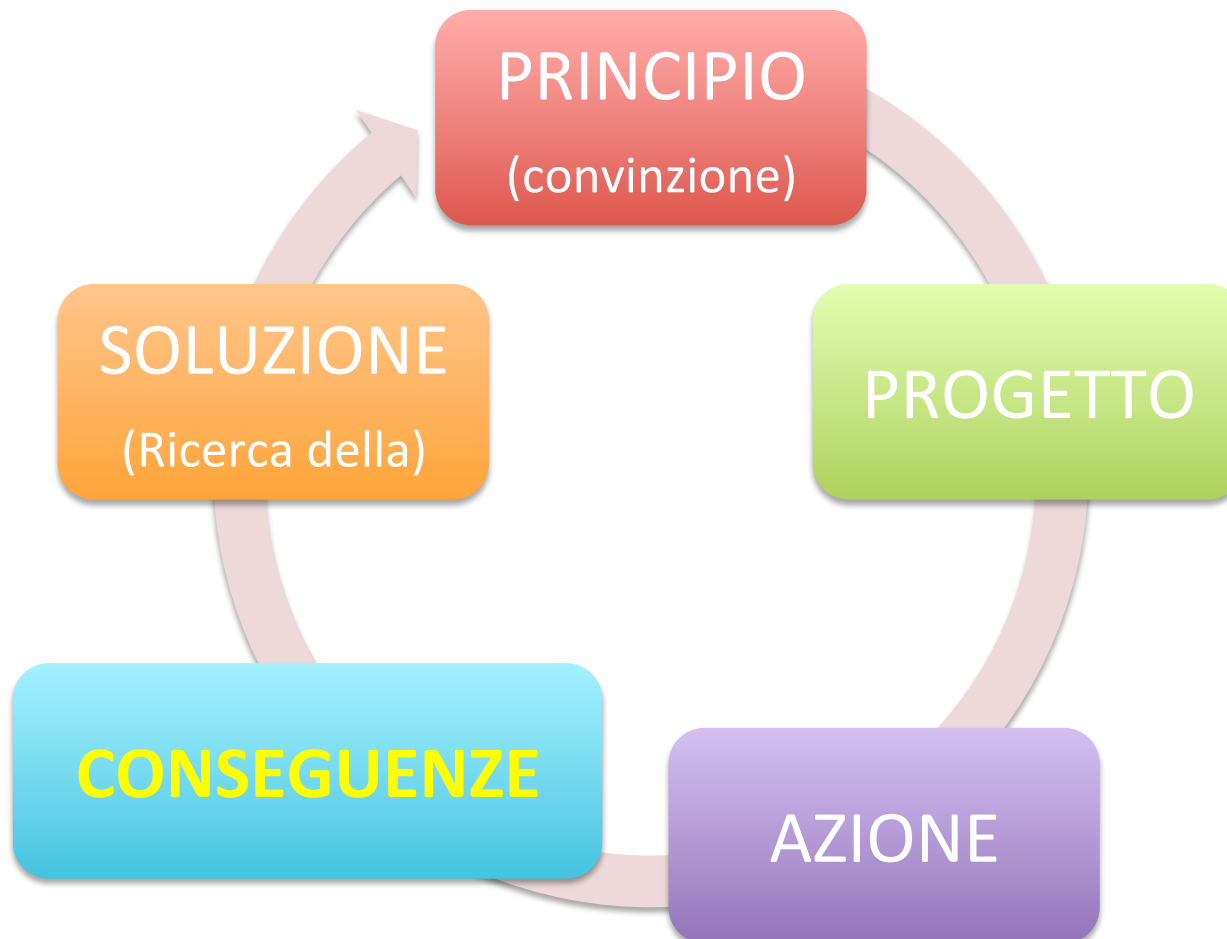 PRINCIPIO
(convinzione)
PROGETTO
AZIONE
CONSEGUENZE
SOLUZIONE
(Ricerca della)